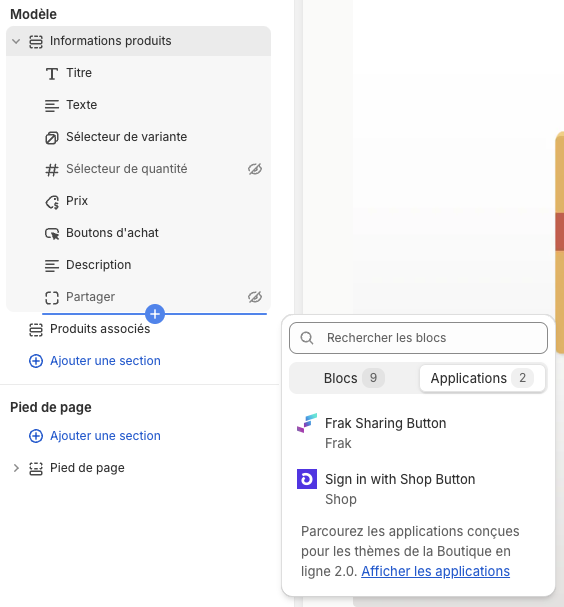 Modèle
Informations produits
Titre
Texte
Sélecteur de variante
Sélecteur de quantité
Prix
Boutons d'achat
Description
Partager
Produits associés
Ajouter une section
Pied de page
Ajouter une section
Pied de page
Rechercher les blocs
Blocs 9 Applications 2
Frak Sharing Button
Frak
Sign in with Shop Button
Shop
Parcourez les applications conçues
pour les thèmes de la Boutique en
ligne 2.0. Afficher les applications